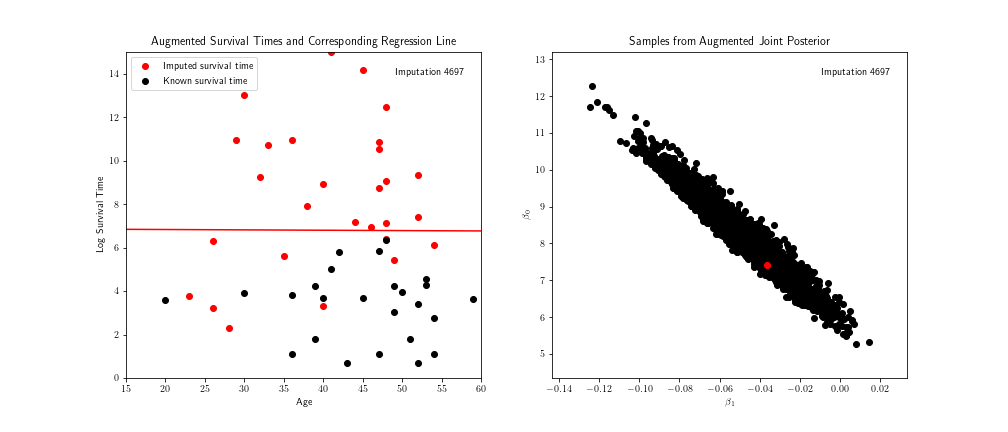 Augmented Survival Times and Corresponding Regression Line
Imputed survival time
Known survival time
Imputation 4697
Log Survival Time
14
12
10
8
6
4
2
0
15 20 25 30 35 40 45 50 55 60
Age
Samples from Augmented Joint Posterior
Imputation 4697
β₀
13
12
11
10
9
8
7
6
5
−0.14 −0.12 −0.10 −0.08 −0.06 −0.04 −0.02 0.00 0.02
β₁